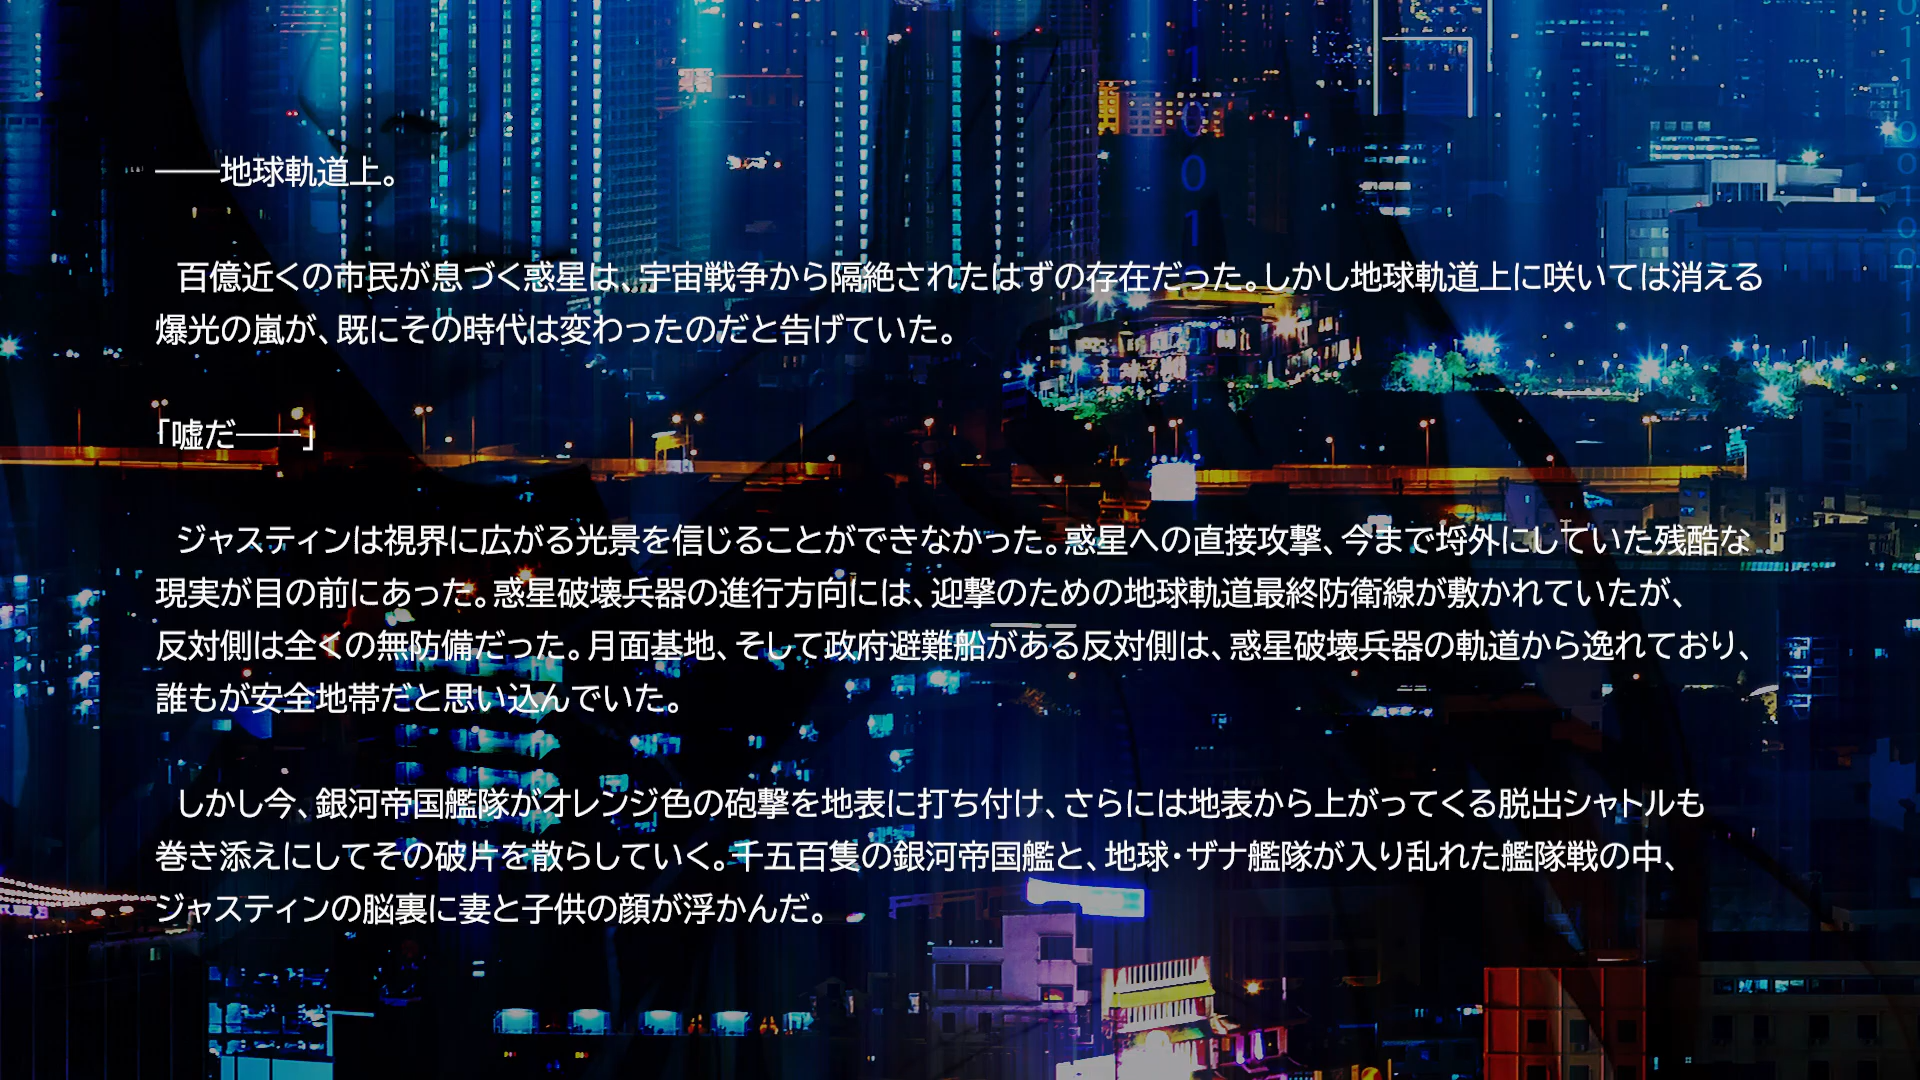 ――地球軌道上。
百億近くの市民が息づく惑星は、宇宙戦争から隔絶されたはずの存在だった。しかし地球軌道上に咲いては消える
爆光の嵐が、既にその時代は変わったのだと告げていた。
「嘘だ――」
ジャスティンは視界に広がる光景を信じることができなかった。惑星への直接攻撃、今まで埒外にしていた残酷な
現実が目の前にあった。惑星破壊兵器の進行方向には、迎撃のための地球軌道最終防衛線が敷かれていたが、
反対側は全くの無防備だった。月面基地、そして政府避難船がある反対側は、惑星破壊兵器の軌道から逸れており、
誰もが安全地帯だと思い込んでいた。
しかし今、銀河帝国艦隊がオレンジ色の砲撃を地表に打ち付け、さらには地表から上がってくる脱出シャトルも
巻き添えにしてその破片を散らしていく。千五百隻の銀河帝国艦と、地球・ザナ艦隊が入り乱れた艦隊戦の中、
ジャスティンの脳裏に妻と子供の顔が浮かんだ。